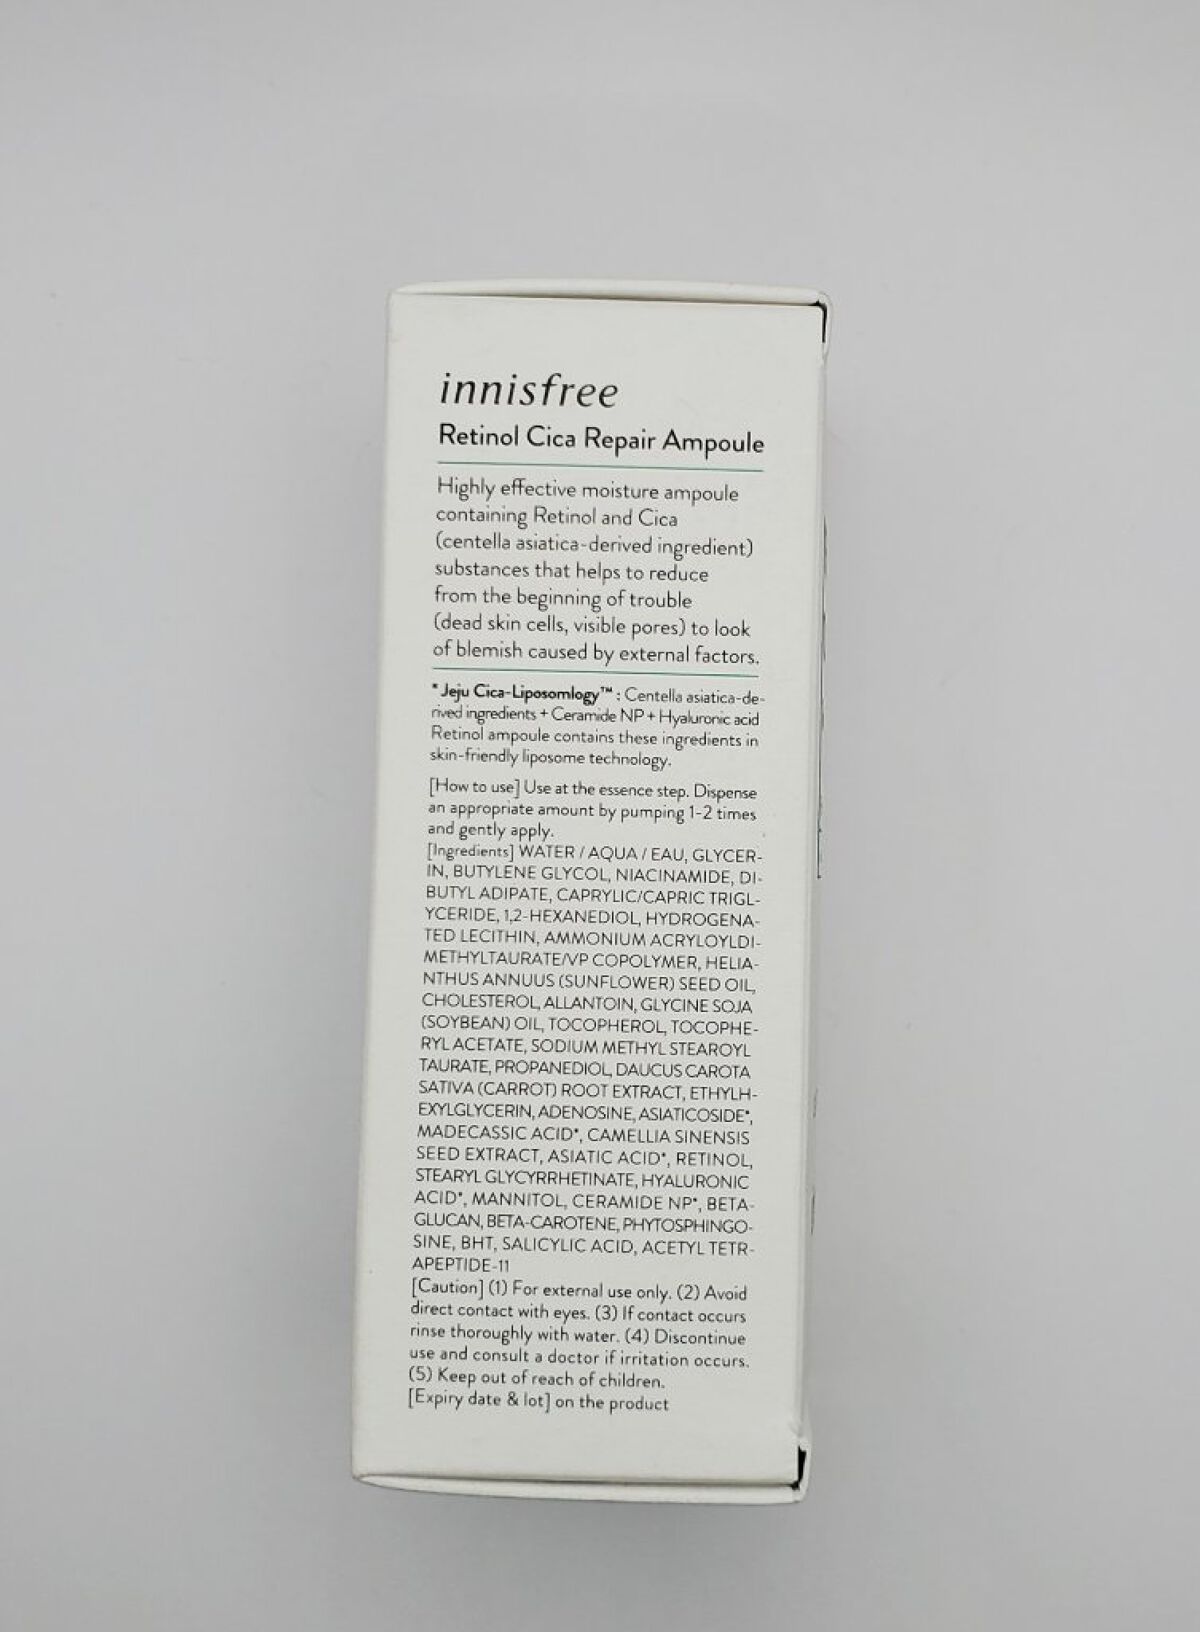 innisfree
Retinol Cica Repair Ampoule
Highly effective moisture ampoule
containing Retinol and Cica
(centella asiatica-derived ingredient)
substances that helps to reduce
from the beginning of trouble
(dead skin cells, visible pores) to look
of blemish caused by external factors.
*Jeju Cica-Liposomlogy™ : Centella asiatica-de-
rived ingredients + Ceramide NP + Hyaluronic acid
Retinol ampoule contains these ingredients in
skin-friendly liposome technology.
[How to use] Use at the essence step. Dispense
an appropriate amount by pumping 1-2 times
and gently apply.
[Ingredients] WATER / AQUA / EAU, GLYCER-
IN, BUTYLENE GLYCOL, NIACINAMIDE, DI-
BUTYL ADIPATE, CAPRYLIC/CAPRIC TRIGL-
YCERIDE, 1,2-HEXANEDIOL, HYDROGENA-
TED LECITHIN, AMMONIUM ACRYLOYLDI-
METHYLTAURATE/VP COPOLYMER, HELIA-
NTHUS ANNUUS (SUNFLOWER) SEED OIL,
CHOLESTEROL, ALLANTOIN, GLYCINE SOJA
(SOYBEAN) OIL, TOCOPHEROL, TOCOPHE-
RYL ACETATE, SODIUM METHYL STEAROYL
TAURATE, PROPANEDIOL, DAUCUS CAROTA
SATIVA (CARROT) ROOT EXTRACT, ETHYLH-
EXYLGLYCERIN, ADENOSINE, ASIATICOSIDE*,
MADECASSIC ACID*, CAMELLIA SINENSIS
SEED EXTRACT, ASIATIC ACID*, RETINOL,
STEARYL GLYCYRRHETINATE, HYALURONIC
ACID*, MANNITOL, CERAMIDE NP*, BETA-
GLUCAN, BETA-CAROTENE, PHYTOSPHINGO-
SINE, BHT, SALICYLIC ACID, ACETYL TETR-
APEPTIDE-11
[Caution] (1) For external use only. (2) Avoid
direct contact with eyes. (3) If contact occurs
rinse thoroughly with water. (4) Discontinue
use and consult a doctor if irritation occurs.
(5) Keep out of reach of children.
[Expiry date & lot] on the product